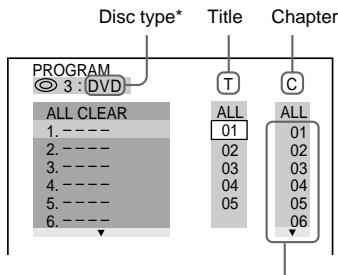 Disc type* Title Chapter
PROGRAM
3 : DVD T C
ALL CLEAR ALL ALL
1. – – – – 01 01
2. – – – – 02 02
3. – – – – 03 03
4. – – – – 04 04
5. – – – – 05 05
6. – – – – 06